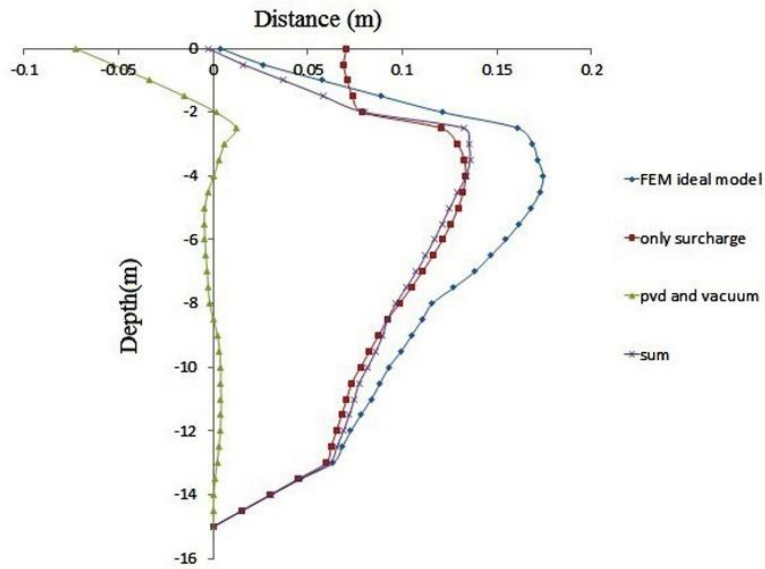 Distance (m)
-0.1
-0.05
0
0
0.05
0.1
0.15
0.2
-2
-4
-6
-8
-10
-12
-14
-16
Depth(m)
FEM ideal model
only surcharge
pvd and vacuum
sum